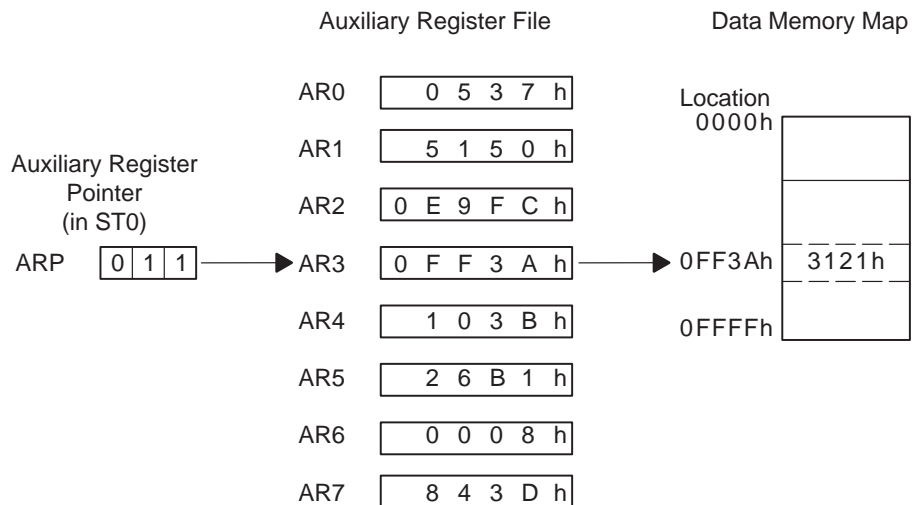 Auxiliary Register File
Data Memory Map
AR0 0 5 3 7 h
AR1 5 1 5 0 h
AR2 0 E 9 F C h
AR3 0 F F 3 A h
AR4 1 0 3 B h
AR5 2 6 B 1 h
AR6 0 0 0 8 h
AR7 8 4 3 D h
Auxiliary Register
Pointer
(in ST0)
ARP 0 1 1
Location
0000h
0FF3Ah 3121h
0FFFFh